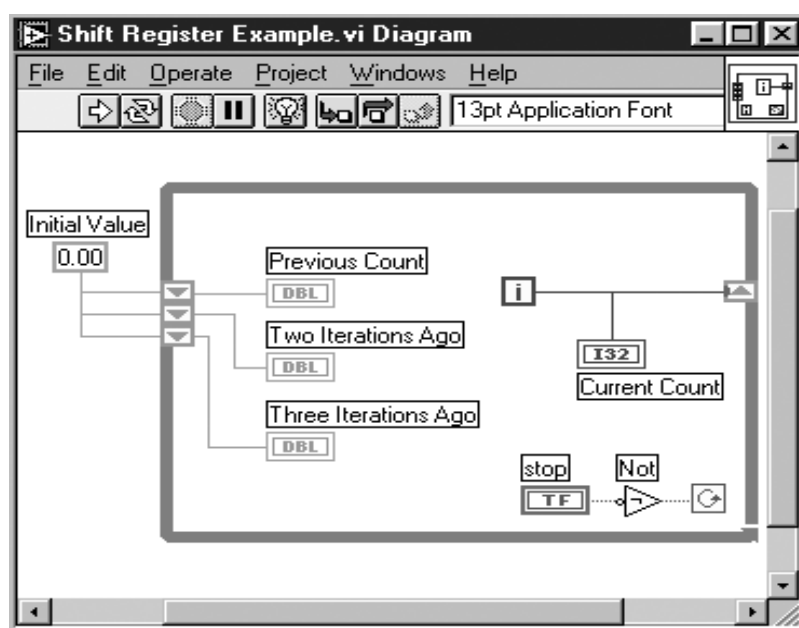 Shift Register Example.vi Diagram
File Edit Operate Project Windows Help
13pt Application Font
Initial Value
0.00
Previous Count
DBL
i
Two Iterations Ago
DBL
I32
Current Count
Three Iterations Ago
DBL
stop Not
TF